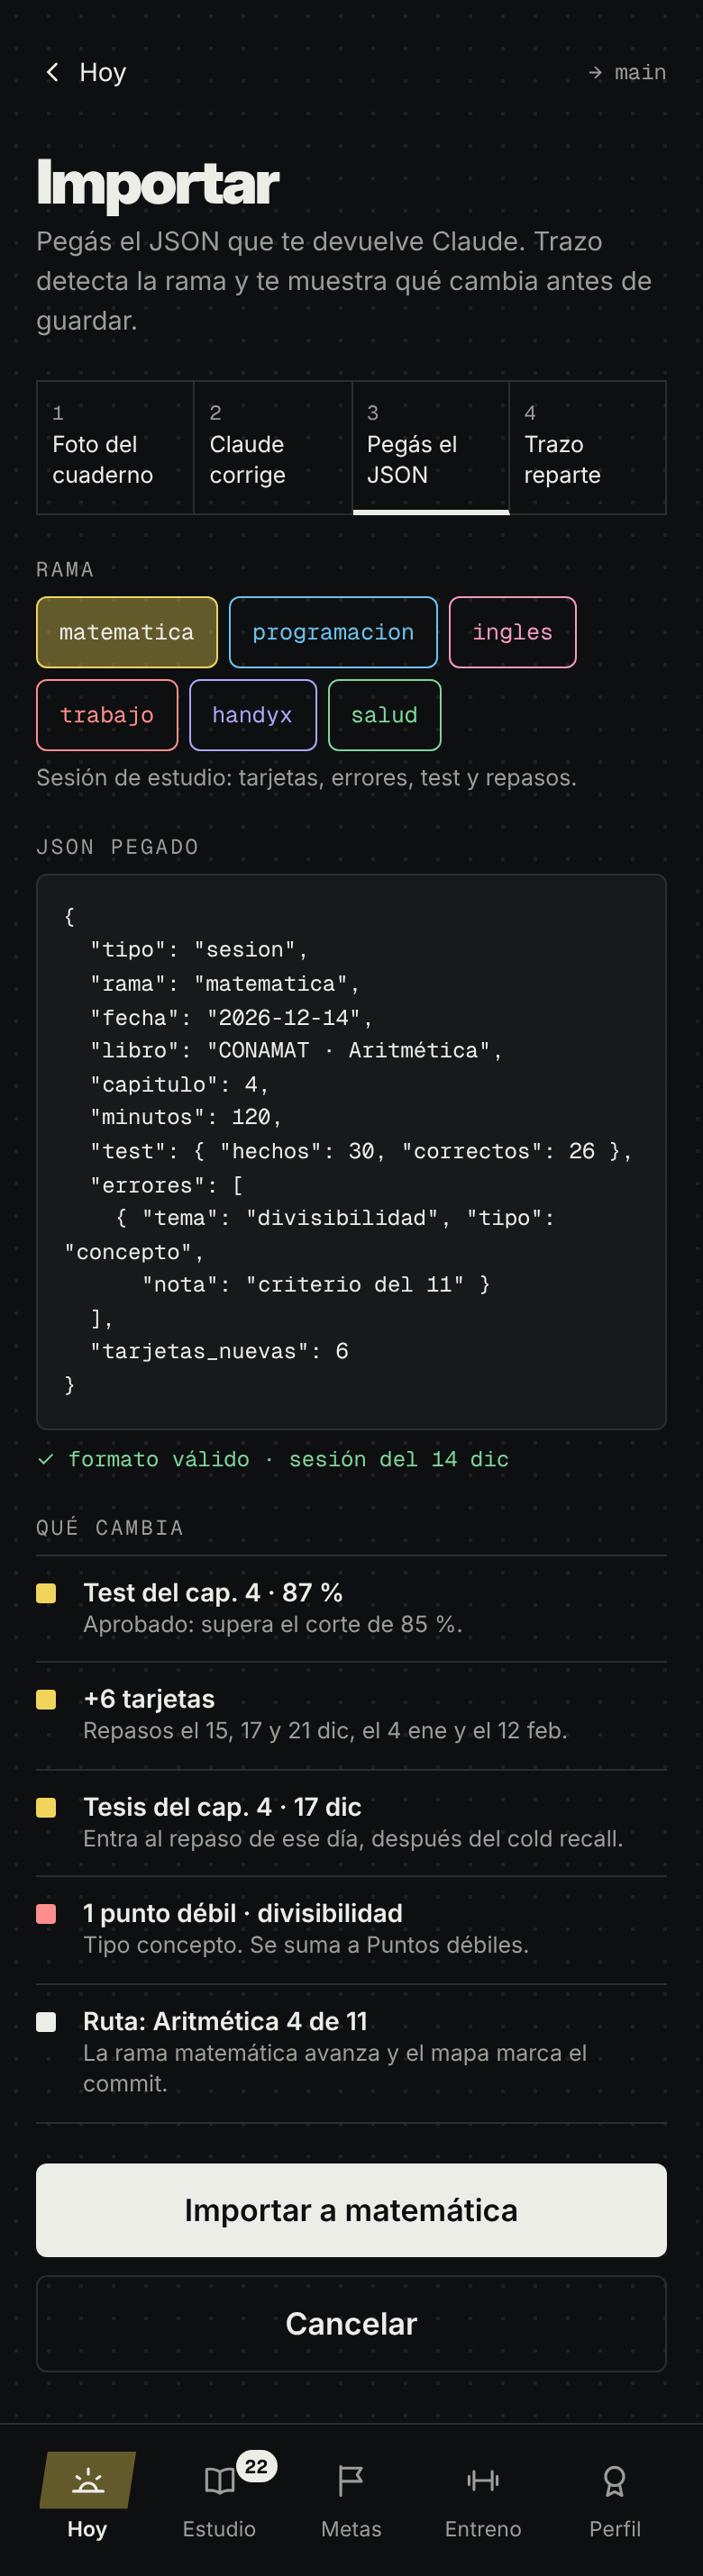 Hoy
→ main
Importar
Pegás el JSON que te devuelve Claude. Trazo
detecta la rama y te muestra qué cambia antes de
guardar.
1
Foto del
cuaderno
2
Claude
corrige
3
Pegás el
JSON
4
Trazo
reparte
RAMA
matematica
programacion
ingles
trabajo
handyx
salud
Sesión de estudio: tarjetas, errores, test y repasos.
JSON PEGADO
{
  "tipo": "sesion",
  "rama": "matematica",
  "fecha": "2026-12-14",
  "libro": "CONAMAT · Aritmética",
  "capitulo": 4,
  "minutos": 120,
  "test": { "hechos": 30, "correctos": 26 },
  "errores": [
    { "tema": "divisibilidad", "tipo":
"concepto",
      "nota": "criterio del 11" }
  ],
  "tarjetas_nuevas": 6
}
✓ formato válido · sesión del 14 dic
QUÉ CAMBIA
Test del cap. 4 · 87 %
Aprobado: supera el corte de 85 %.
+6 tarjetas
Repasos el 15, 17 y 21 dic, el 4 ene y el 12 feb.
Tesis del cap. 4 · 17 dic
Entra al repaso de ese día, después del cold recall.
1 punto débil · divisibilidad
Tipo concepto. Se suma a Puntos débiles.
Ruta: Aritmética 4 de 11
La rama matemática avanza y el mapa marca el
commit.
Importar a matemática
Cancelar
22
Hoy
Estudio
Metas
Entreno
Perfil